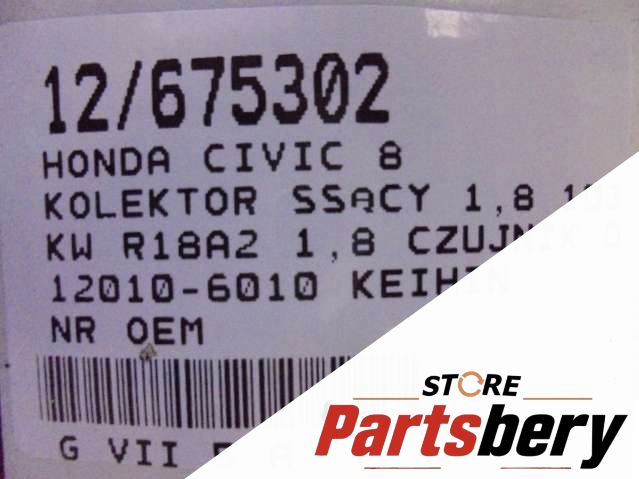 12/675302
HONDA CIVIC 8
KOLEKTOR SSĄCY 1,8 103
KW R18A2 1,8 CZUJNIK
12010-6010 KEIHIN
NR OEM
G VII
STORE
Partsbery